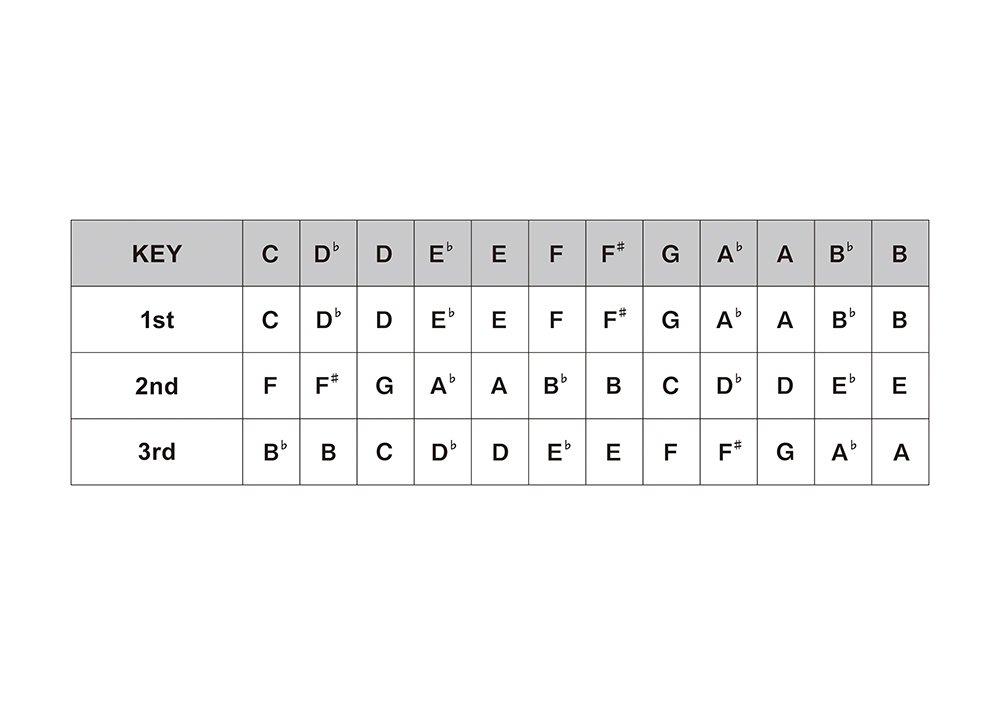 KEY C D♭ D E♭ E F F♯ G A♭ A B♭ B
1st C D♭ D E♭ E F F♯ G A♭ A B♭ B
2nd F F♯ G A♭ A B♭ B C D♭ D E♭ E
3rd B♭ B C D♭ D E♭ E F F♯ G A♭ A